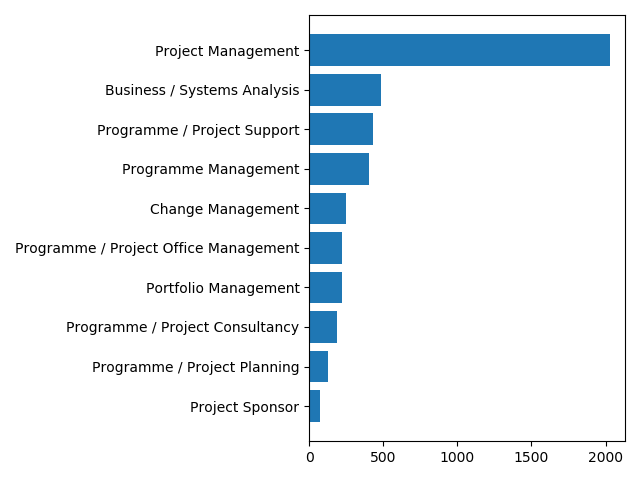 Project Management
Business / Systems Analysis
Programme / Project Support
Programme Management
Change Management
Programme / Project Office Management
Portfolio Management
Programme / Project Consultancy
Programme / Project Planning
Project Sponsor
0 500 1000 1500 2000